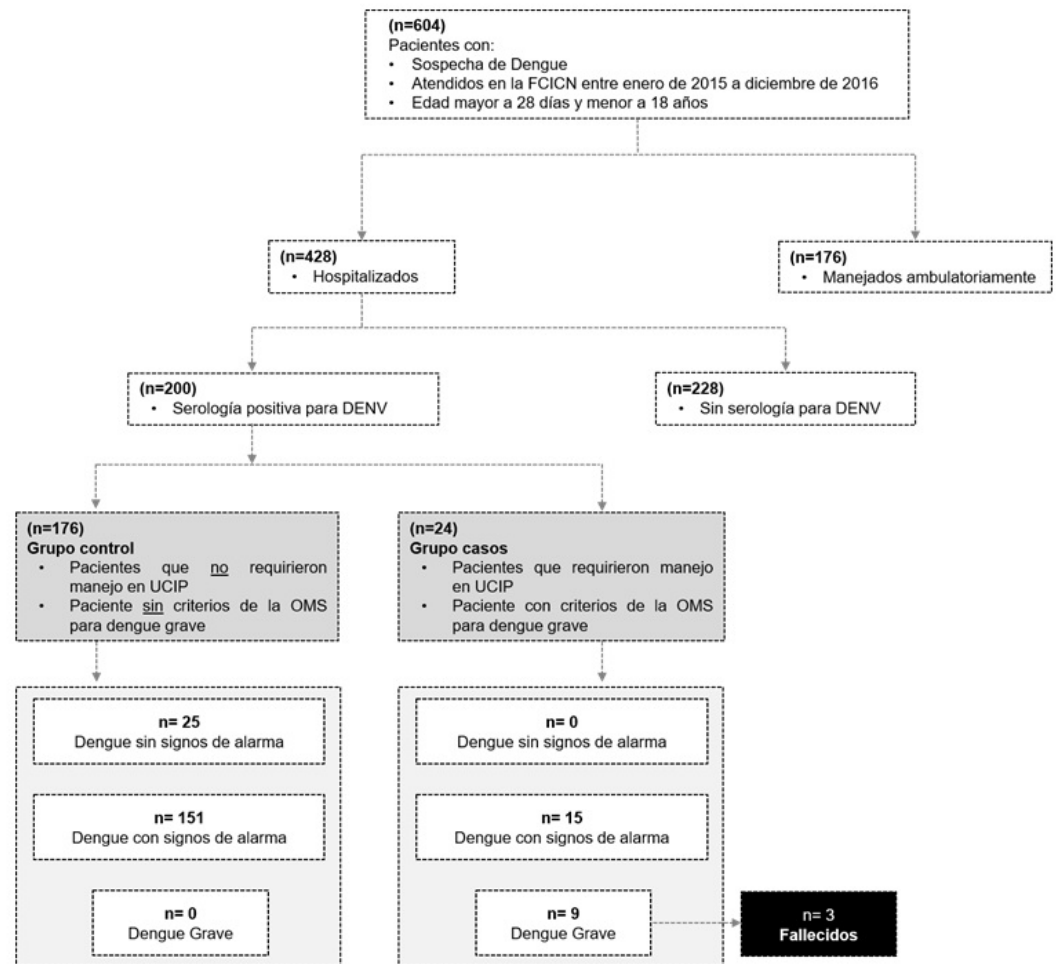 (n=604)
Pacientes con:
• Sospecha de Dengue
• Atendidos en la FCICN entre enero de 2015 a diciembre de 2016
• Edad mayor a 28 días y menor a 18 años
(n=428)
• Hospitalizados
(n=176)
• Manejados ambulatoriamente
(n=200)
• Serología positiva para DENV
(n=228)
• Sin serología para DENV
(n=176)
Grupo control
• Pacientes que no requirieron
manejo en UCIP
• Paciente sin criterios de la OMS
para dengue grave
(n=24)
Grupo casos
• Pacientes que requirieron manejo
en UCIP
• Paciente con criterios de la OMS
para dengue grave
n= 25
Dengue sin signos de alarma
n= 151
Dengue con signos de alarma
n= 0
Dengue Grave
n= 0
Dengue sin signos de alarma
n= 15
Dengue con signos de alarma
n= 9
Dengue Grave
n= 3
Fallecidos